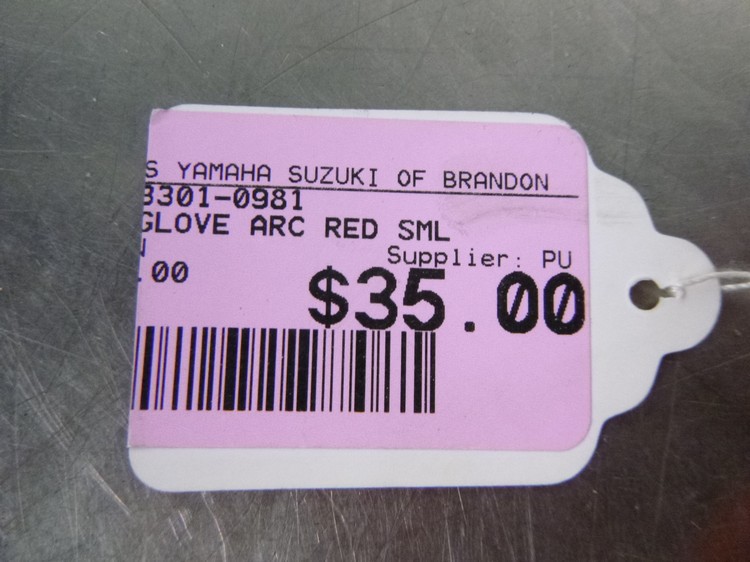 S YAMAHA SUZUKI OF BRANDON
3301-0981
GLOVE ARC RED SML
Supplier: PU
.00
$35.00